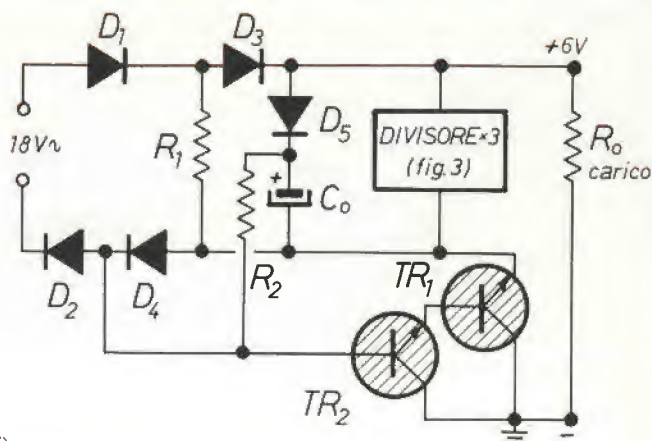 D1
D3
+6V
18V~
R1
D5
DIVISORE×3
(fig.3)
Ro
carico
+
Co
D2
D4
R2
TR1
TR2
-